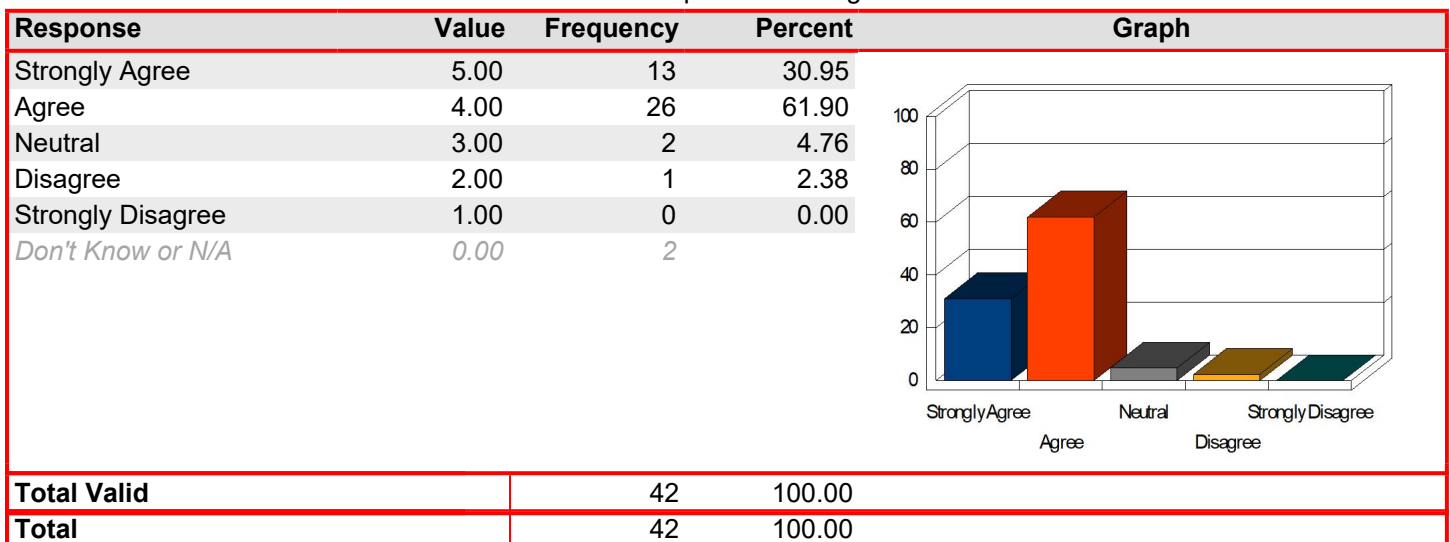 Response Value Frequency Percent Graph
Strongly Agree 5.00 13 30.95
Agree 4.00 26 61.90
Neutral 3.00 2 4.76
Disagree 2.00 1 2.38
Strongly Disagree 1.00 0 0.00
Don't Know or N/A 0.00 2
100
80
60
40
20
0
Strongly Agree Neutral Strongly Disagree
Agree Disagree
Total Valid 42 100.00
Total 42 100.00